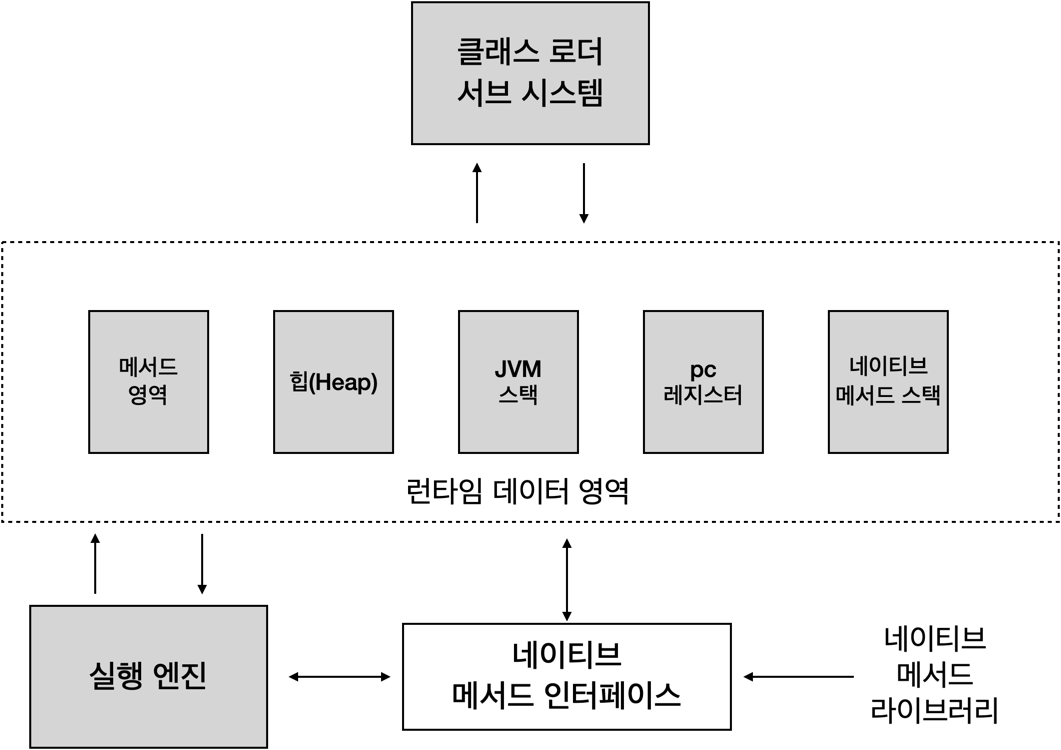 클래스 로더
서브 시스템
메서드
영역
힙(Heap)
JVM
스택
pc
레지스터
네이티브
메서드 스택
런타임 데이터 영역
실행 엔진
네이티브
메서드 인터페이스
네이티브
메서드
라이브러리